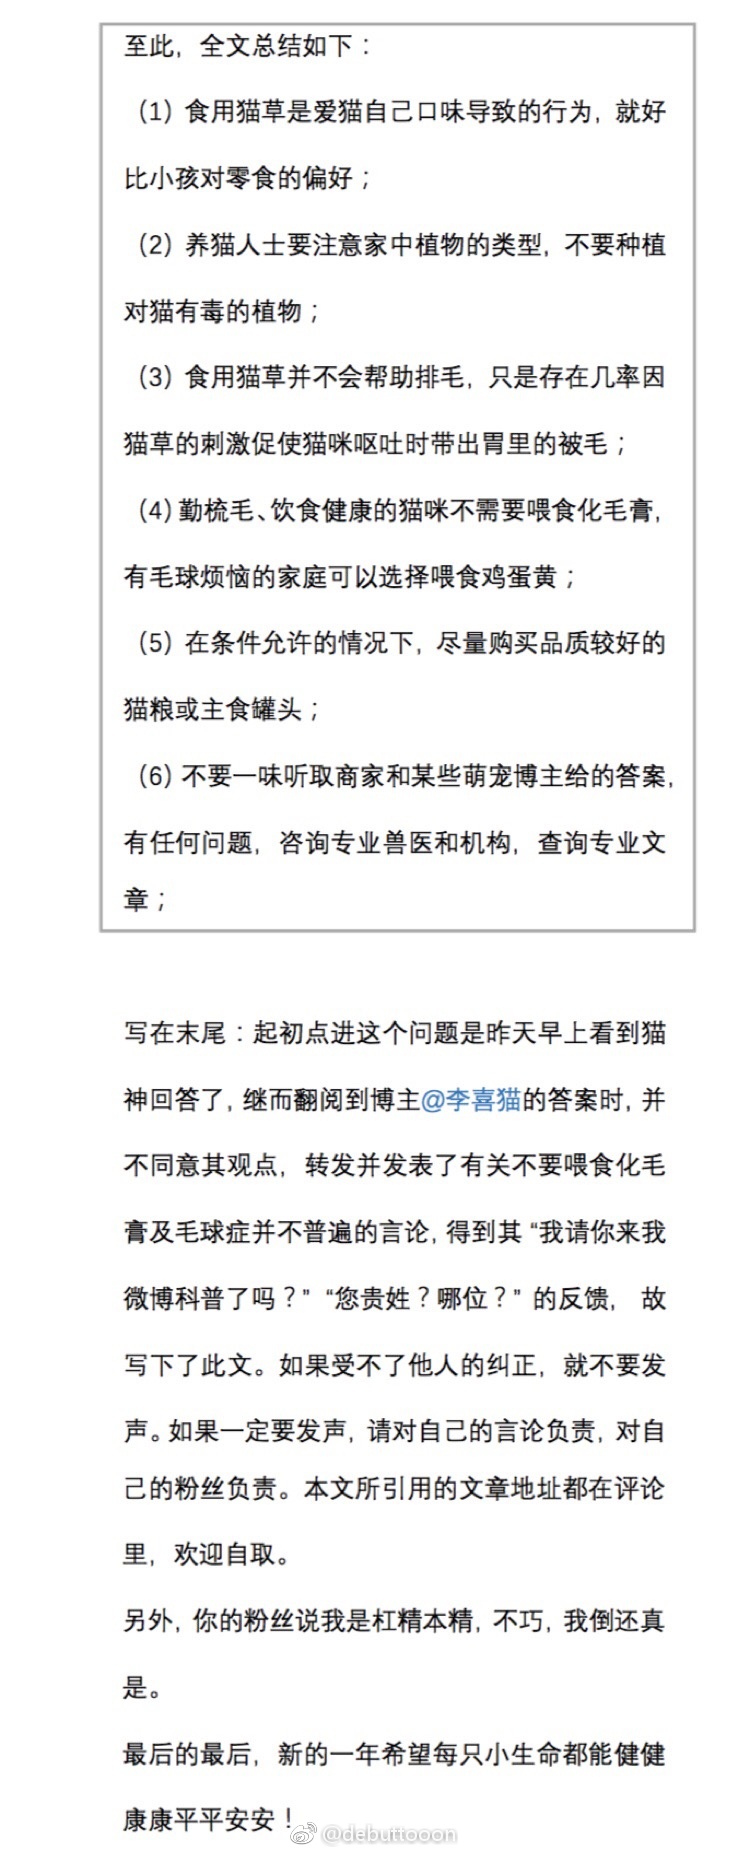 至此，全文总结如下：
（1）食用猫草是爱猫自己口味导致的行为，就好
比小孩对零食的偏好；
（2）养猫人士要注意家中植物的类型，不要种植
对猫有毒的植物；
（3）食用猫草并不会帮助排毛，只是存在几率因
猫草的刺激促使猫咪呕吐时带出胃里的被毛；
（4）勤梳毛、饮食健康的猫咪不需要喂食化毛膏，
有毛球烦恼的家庭可以选择喂食鸡蛋黄；
（5）在条件允许的情况下，尽量购买品质较好的
猫粮或主食罐头；
（6）不要一味听取商家和某些萌宠博主给的答案，
有任何问题，咨询专业兽医和机构，查询专业文
章；
写在末尾：起初点进这个问题是昨天早上看到猫
神回答了，继而翻阅到博主@李喜猫的答案时，并
不同意其观点，转发并发表了有关不要喂食化毛
膏及毛球症并不普遍的言论，得到其“我请你来我
微博科普了吗？”“您贵姓？哪位？”的反馈，故
写下了此文。如果受不了他人的纠正，就不要发
声。如果一定要发声，请对自己的言论负责，对自
己的粉丝负责。本文所引用的文章地址都在评论
里，欢迎自取。
另外，你的粉丝说我是杠精本精，不巧，我倒还真
是。
最后的最后，新的一年希望每只小生命都能健健
康康平平安安！
@debuttooon